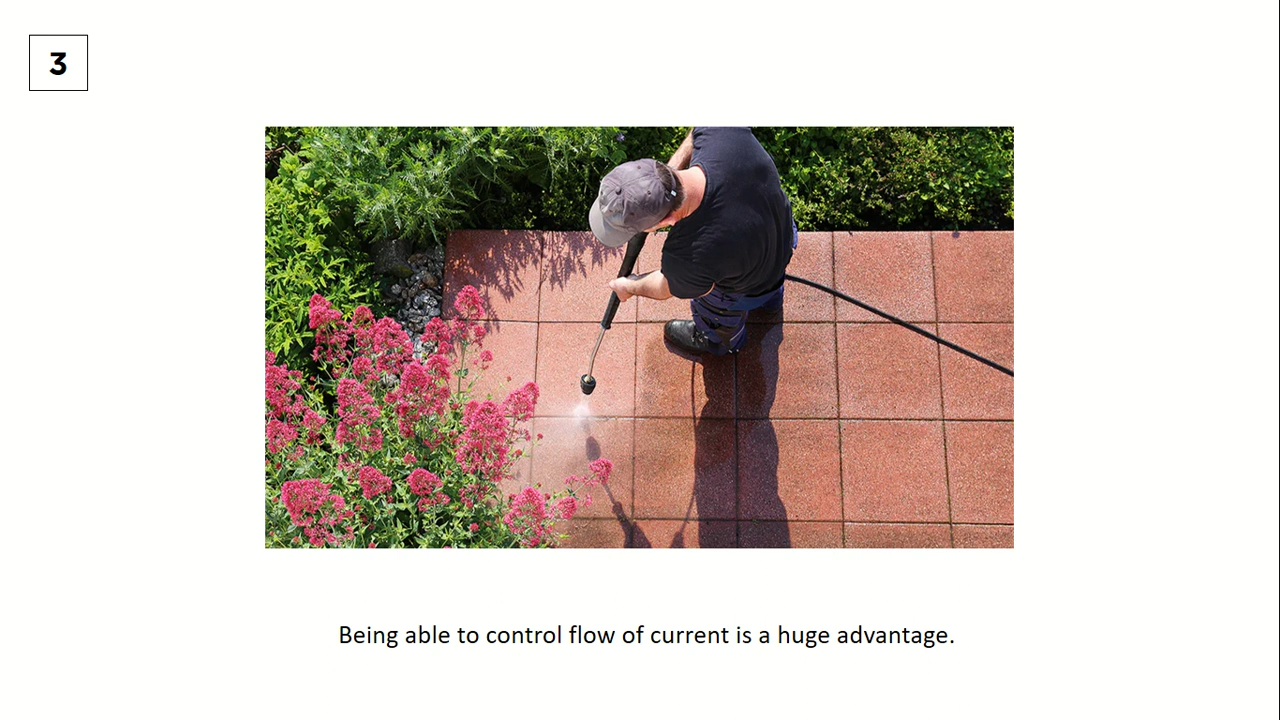 3
Being able to control flow of current is a huge advantage.